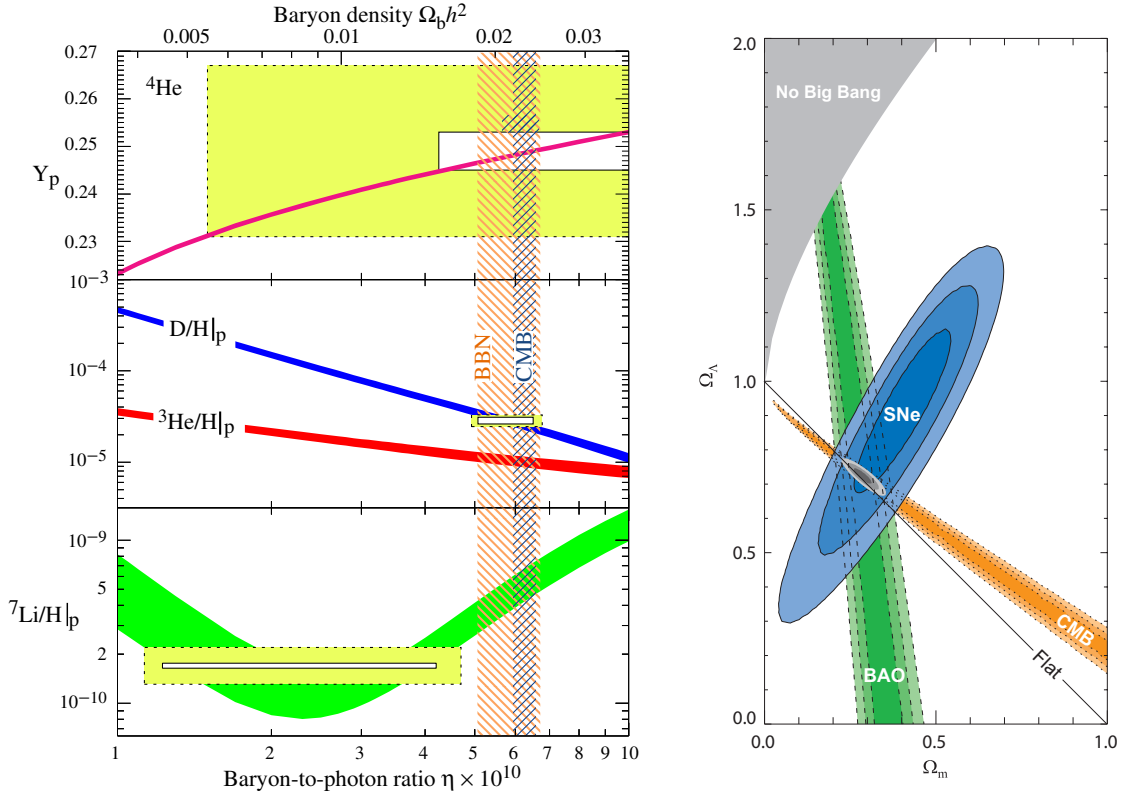 Baryon density Ω_b h²
0.005 0.01 0.02 0.03
0.27
⁴He
0.26
0.25
Y_p
0.24
0.23
10⁻³
D/H|_p
10⁻⁴
BBN
CMB
³He/H|_p
10⁻⁵
10⁻⁹
5
⁷Li/H|_p
2
10⁻¹⁰
1 2 3 4 5 6 7 8 9 10
Baryon-to-photon ratio η × 10¹⁰
2.0
No Big Bang
1.5
Ω_Λ
1.0
SNe
0.5
CMB
Flat
BAO
0.0
0.0 0.5 1.0
Ω_m